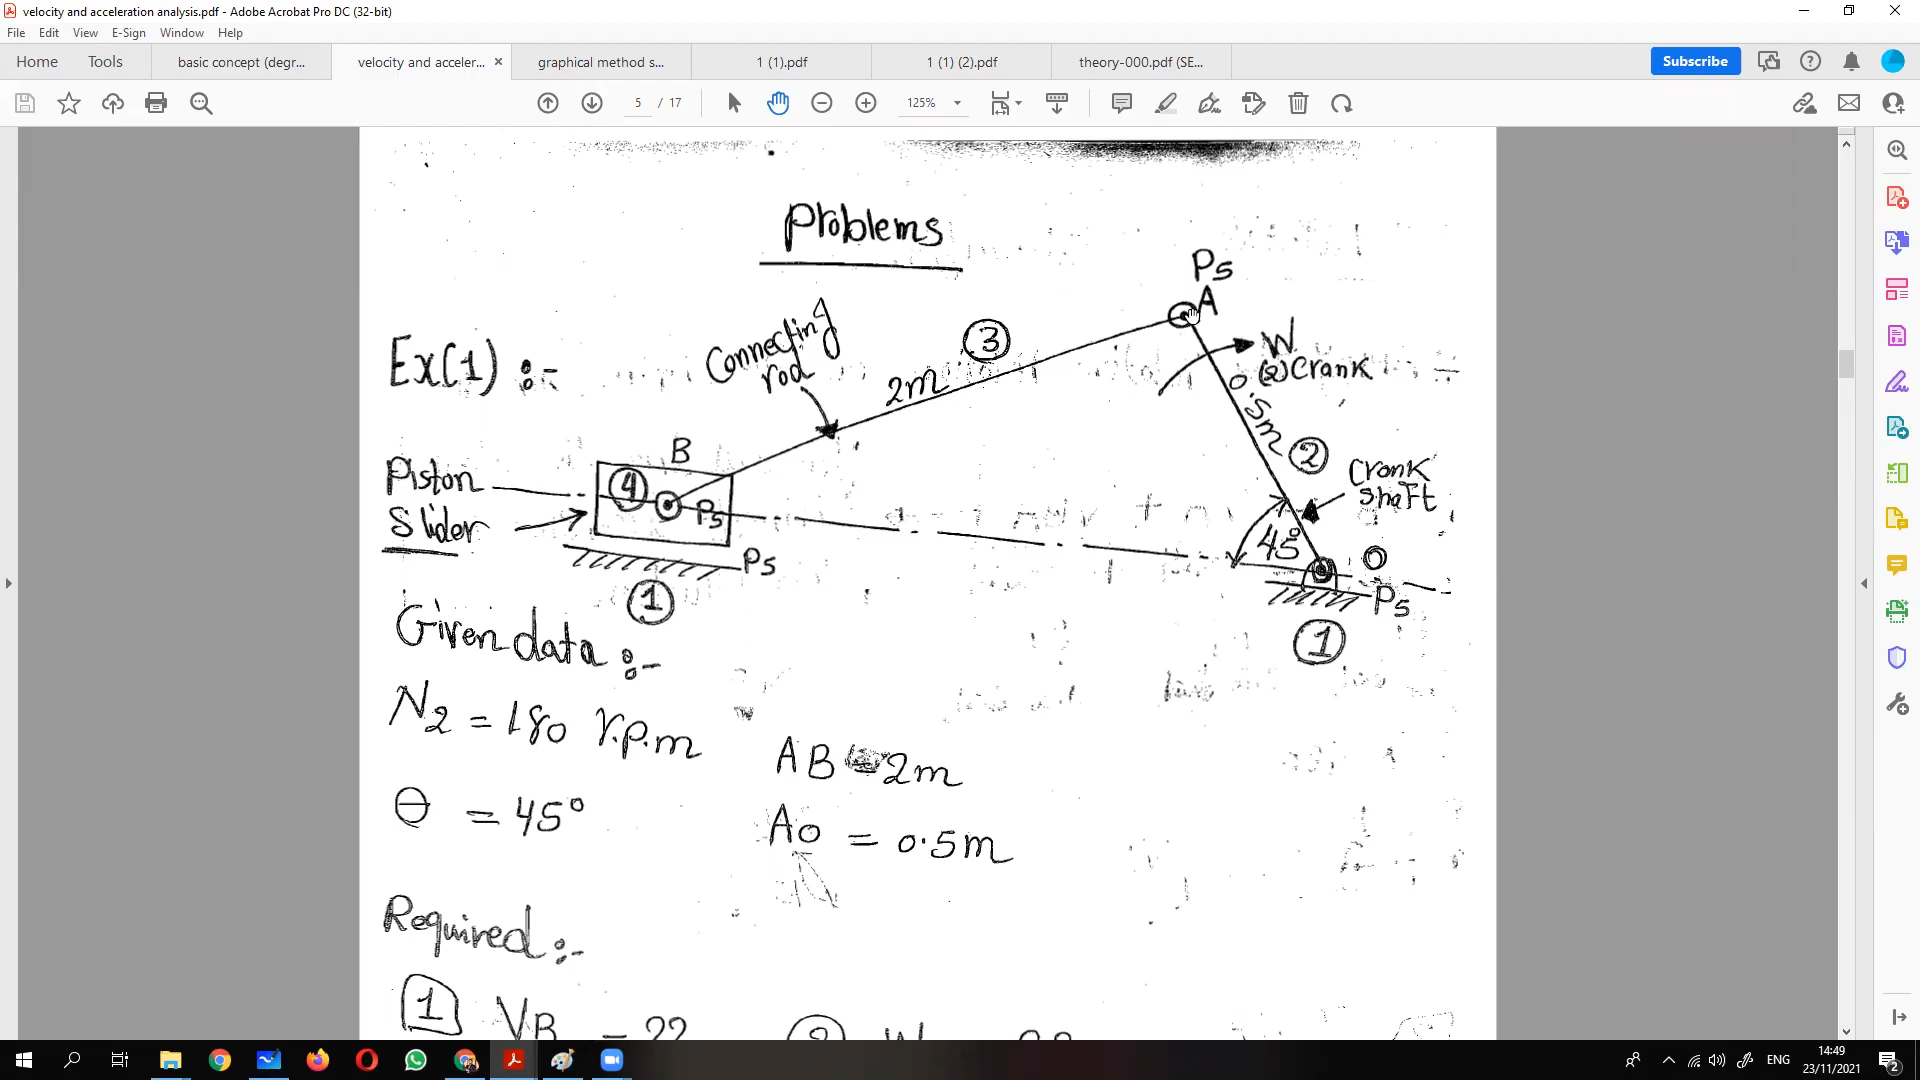 velocity and acceleration analysis.pdf - Adobe Acrobat Pro DC (32-bit)
File Edit View E-Sign Window Help
Home Tools basic concept (degr... velocity and acceler... graphical method s... 1 (1).pdf 1 (1) (2).pdf theory-000.pdf (SE... Subscribe
5 / 17 125%
Problems
Ps
A
Ex(1) :-
Connecting
rod
3
2m
W
(2) Crank
0.5m
2
Crank
shaft
B
Piston
Slider
4
Ps
Ps
1
45°
O
Ps
1
Given data :-
N2 = 180 r.p.m
AB = 2m
θ = 45°
AO = 0.5m
Required :-
1 VB = ??
ENG
14:49
23/11/2021
2